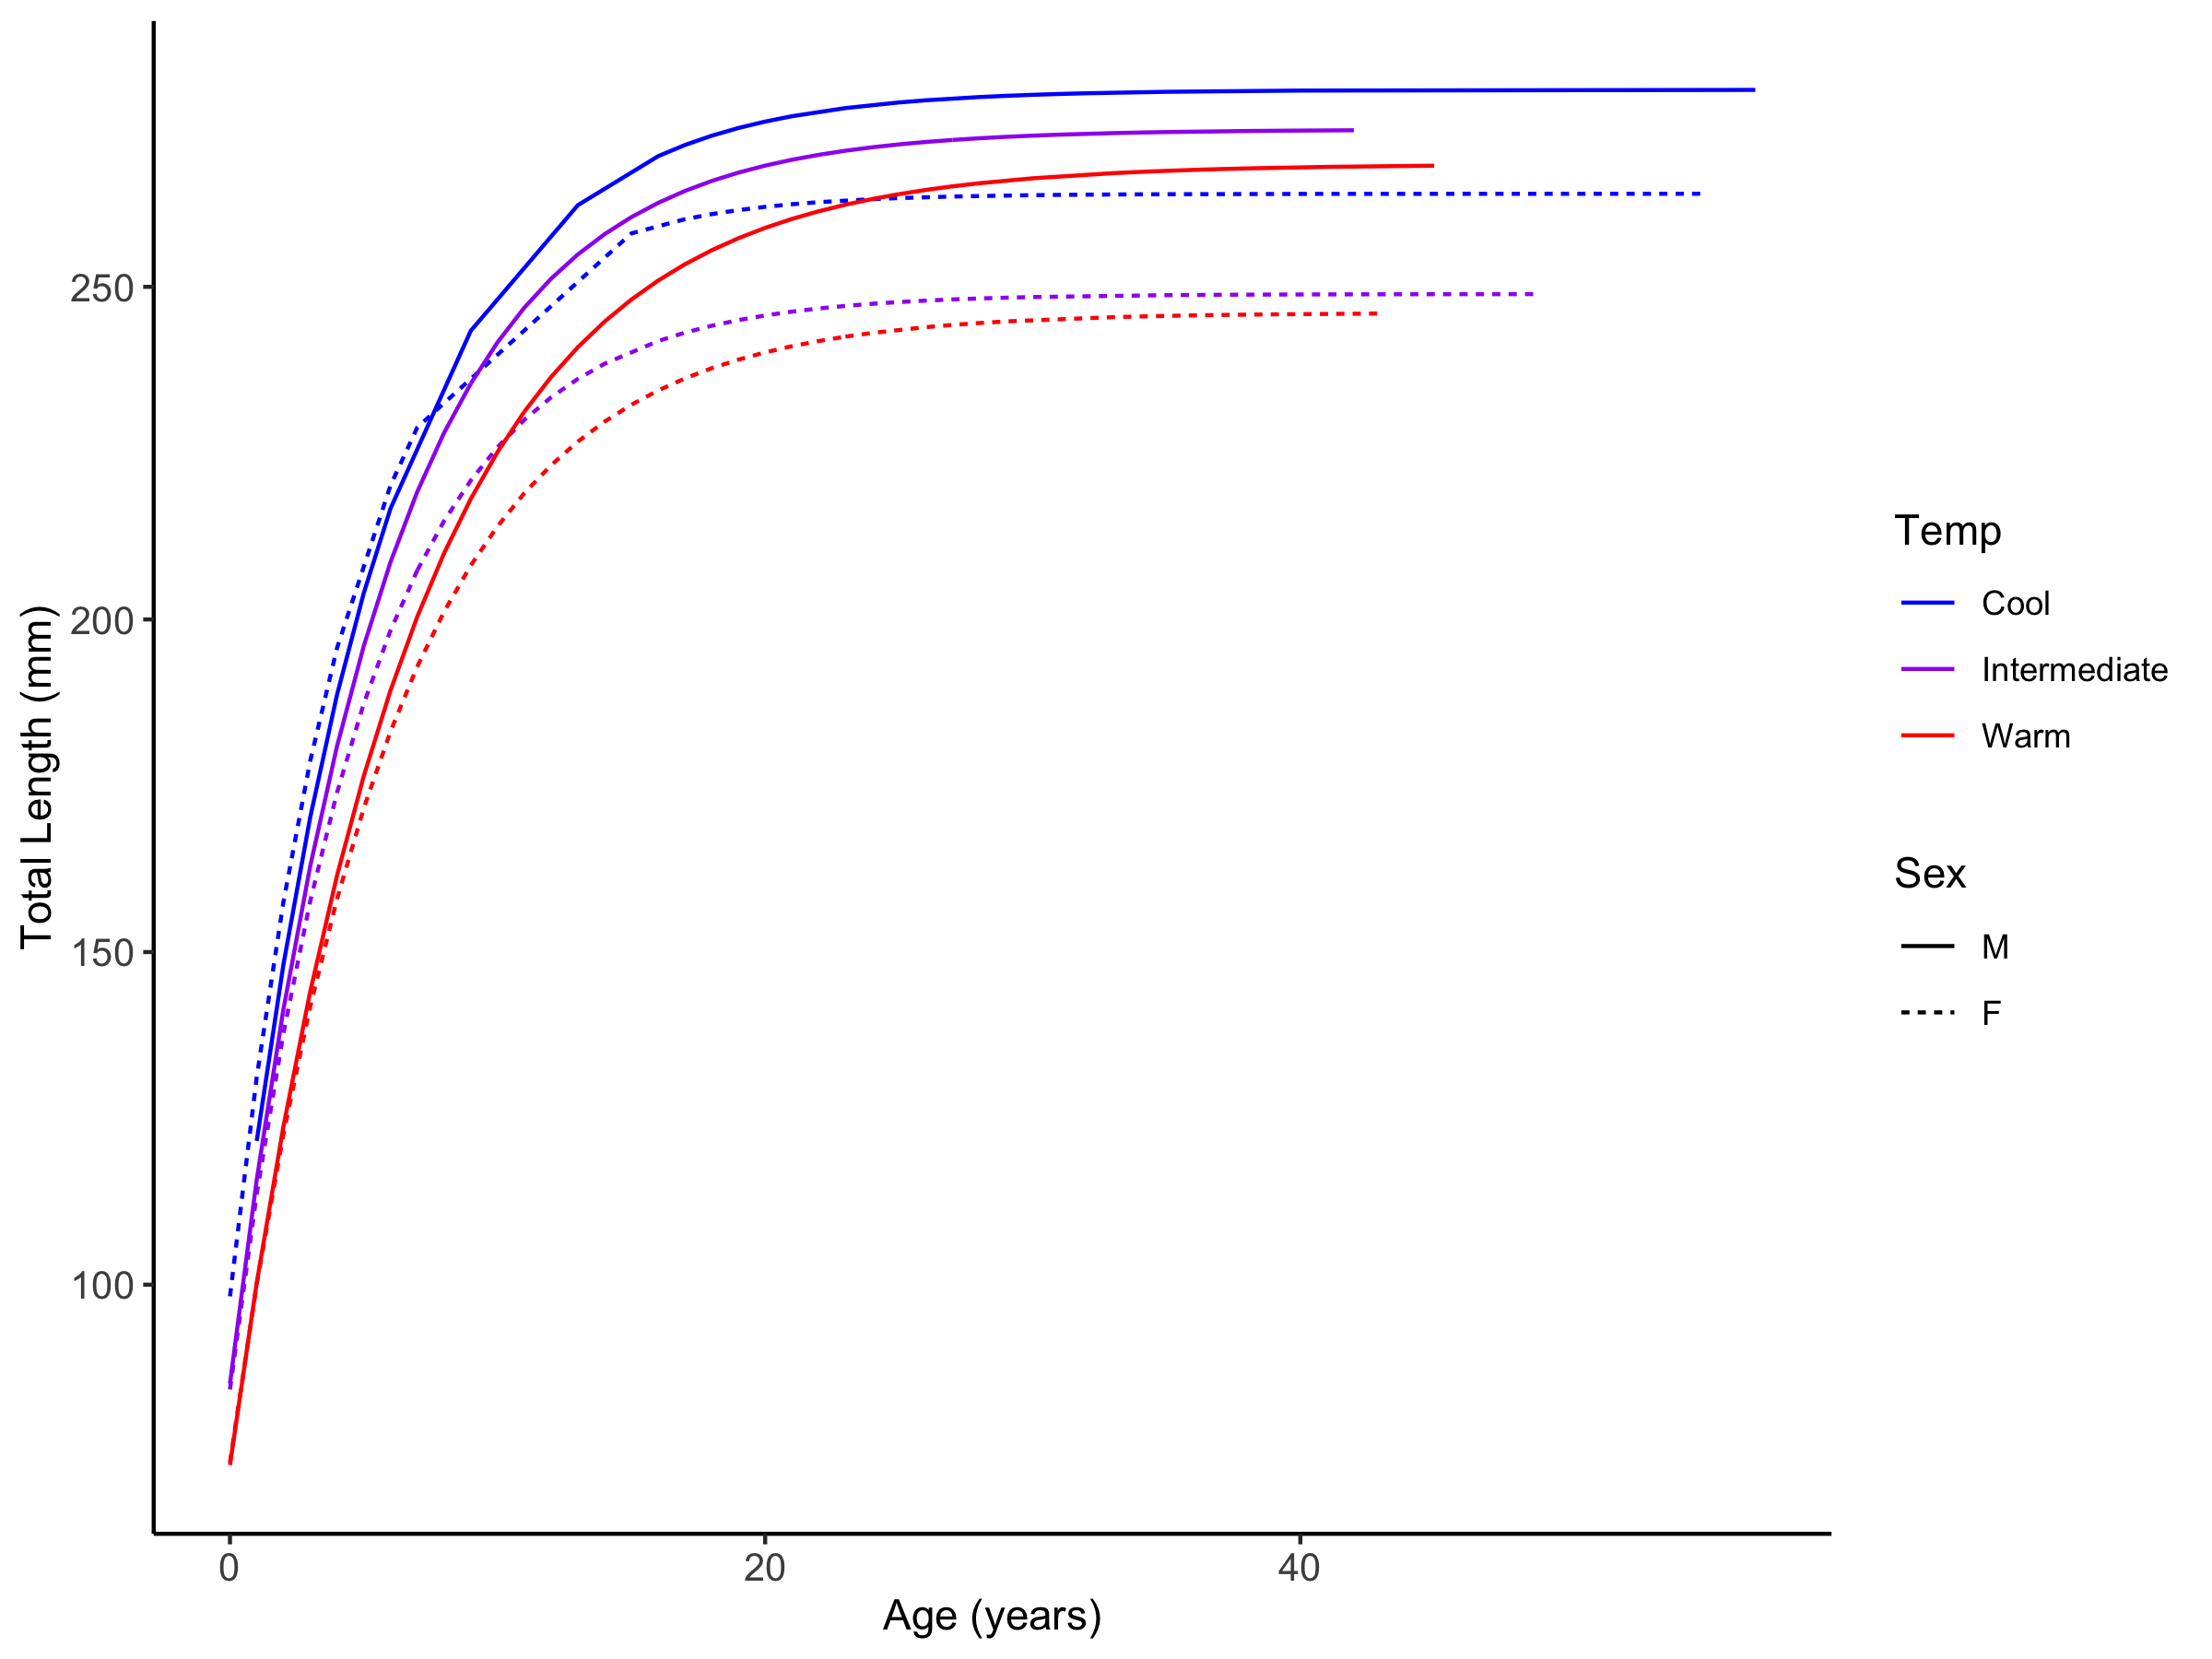 Total Length (mm)
250
200
150
100
0
20
40
Age (years)
Temp
Cool
Intermediate
Warm
Sex
M
F